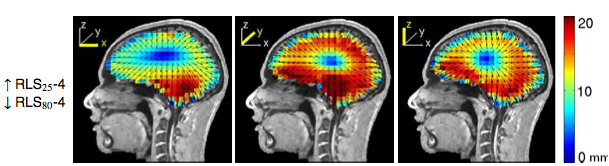 z y x
z y x
z y x
20
↑ RLS25-4
↓ RLS80-4
10
0 mm